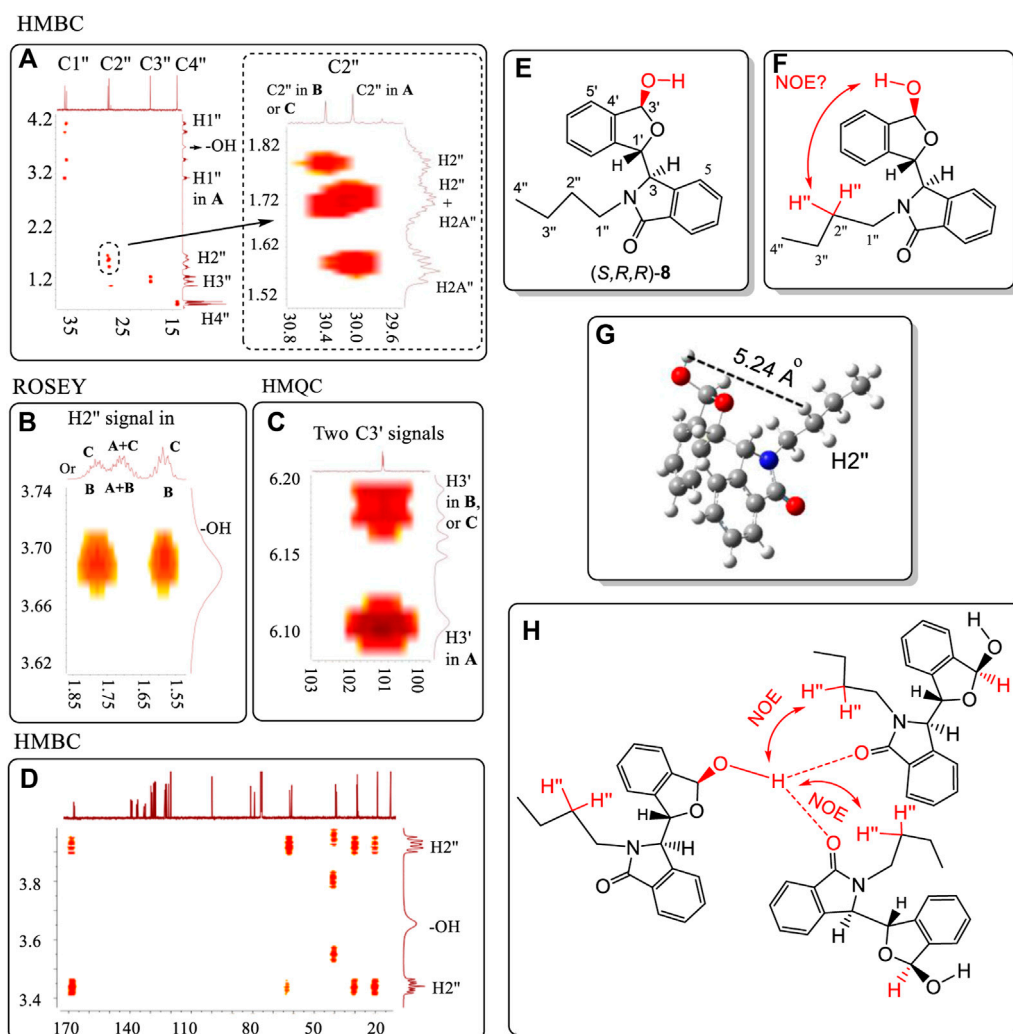 HMBC
A
C1" C2" C3" C4"
4.2
3.2
2.2
1.2
35 25 15
H1"
-OH
H1"
in A
H2"
H3"
H4"
C2"
C2" in B
or C
C2" in A
1.82
1.72
1.62
1.52
30.8 30.4 30.0 29.6
H2"
H2"
+
H2A"
H2A"
ROSEY
B
H2" signal in
Or C A+C C
B A+B B
3.74
3.70
3.66
3.62
-OH
1.85 1.75 1.65 1.55
HMQC
C
Two C3' signals
6.20
6.15
6.10
H3'
in B,
or C
H3'
in A
103 102 101 100
HMBC
D
3.8
3.6
3.4
H2"
-OH
H2"
170 140 110 80 50 20
E
O-H
5' 4' 3'
O
1'
H H
5
3
4" 2"
N
3" 1"
O
(S,R,R)-8
F
NOE?
H O
O
H H
H" H"
2" N
4" 3" 1"
O
G
5.24 A°
H2"
H
H
O
H" H"
H O H
N H
NOE
O
O H
O
H" H"
H H
N
O
NOE
H" H"
O
N
H
H
O
H O H